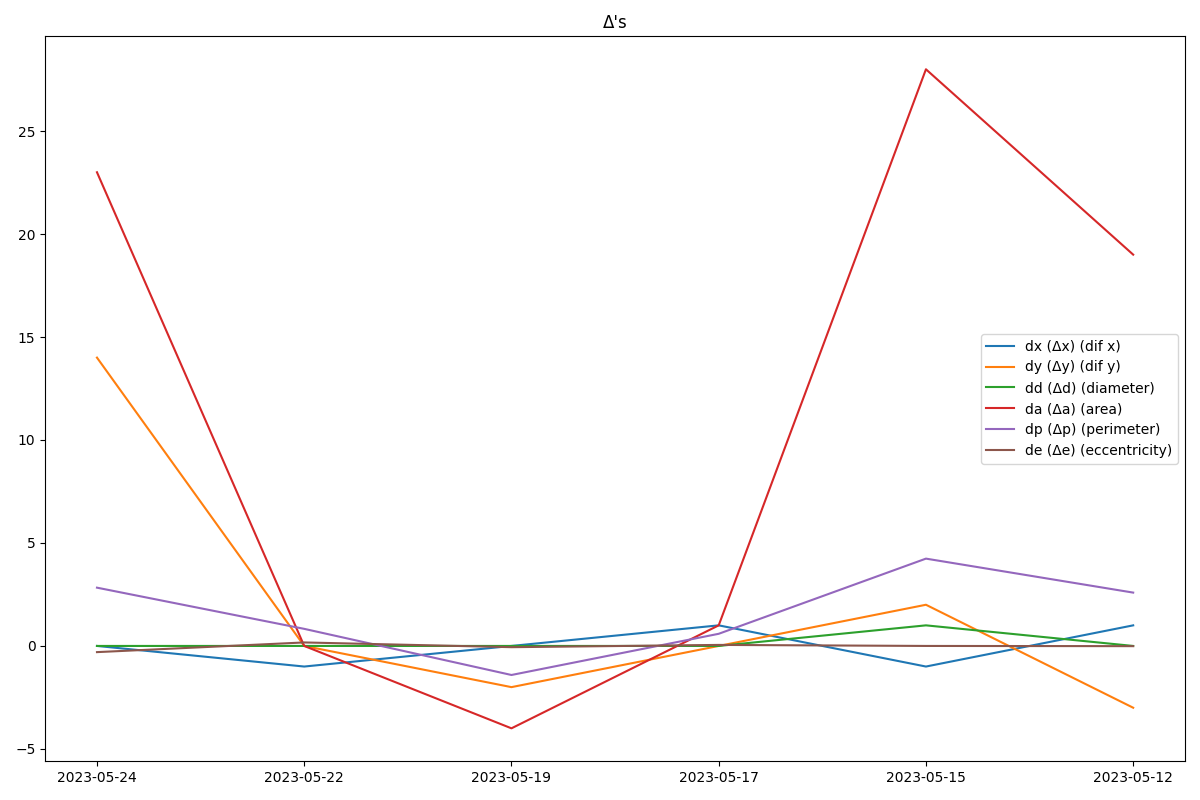 Δ's
25
20
15
10
5
0
−5
dx (Δx) (dif x)
dy (Δy) (dif y)
dd (Δd) (diameter)
da (Δa) (area)
dp (Δp) (perimeter)
de (Δe) (eccentricity)
2023-05-24 2023-05-22 2023-05-19 2023-05-17 2023-05-15 2023-05-12